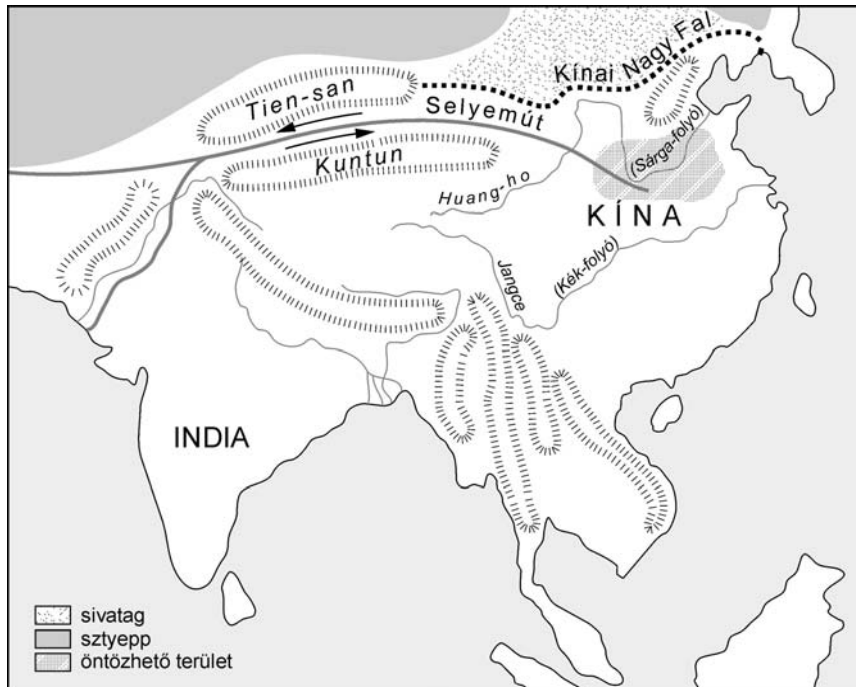 Kínai Nagy Fal
Tien-san
Selyemút
Kuntun
(Sárga-folyó)
Huang-ho
KÍNA
Jangce
(Kék-folyó)
INDIA
sivatag
sztyepp
öntözhető terület